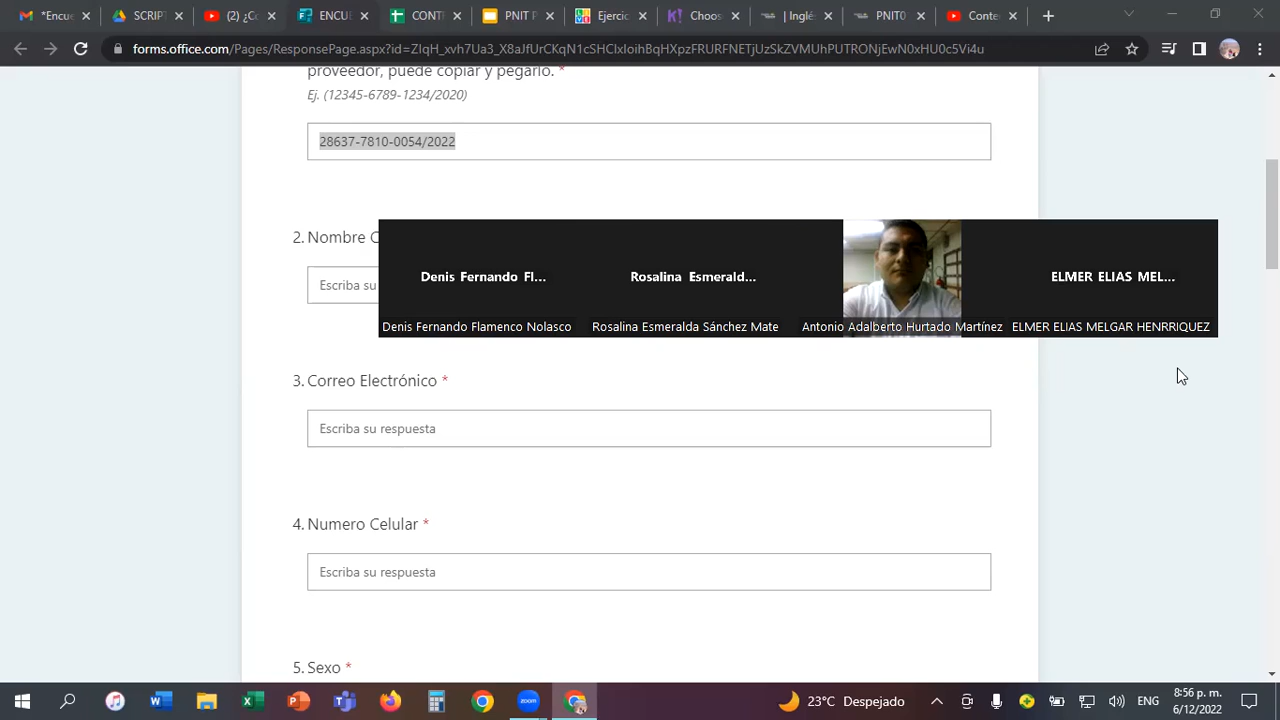 *Encue
SCRIPT
(2) ¿Co
ENCUE
CONT
PNIT P
Ejercic
Choos
| Inglé
PNIT0
Conte
forms.office.com/Pages/ResponsePage.aspx?id=ZIqH_xvh7Ua3_X8aJfUrCKqN1cSHCIxIoihBqHXpzFRURFNETjUzSkZVMUhPUTRONjEwN0xHU0c5Vi4u
proveedor, puede copiar y pegarlo. *
Ej. (12345-6789-1234/2020)
28637-7810-0054/2022
2. Nombre C
Escriba su
Denis Fernando Fl...
Rosalina Esmerald...
ELMER ELIAS MEL...
Denis Fernando Flamenco Nolasco
Rosalina Esmeralda Sánchez Mate
Antonio Adalberto Hurtado Martínez
ELMER ELIAS MELGAR HENRRIQUEZ
3. Correo Electrónico *
Escriba su respuesta
4. Numero Celular *
Escriba su respuesta
5. Sexo *
23°C Despejado
ENG
8:56 p. m.
6/12/2022